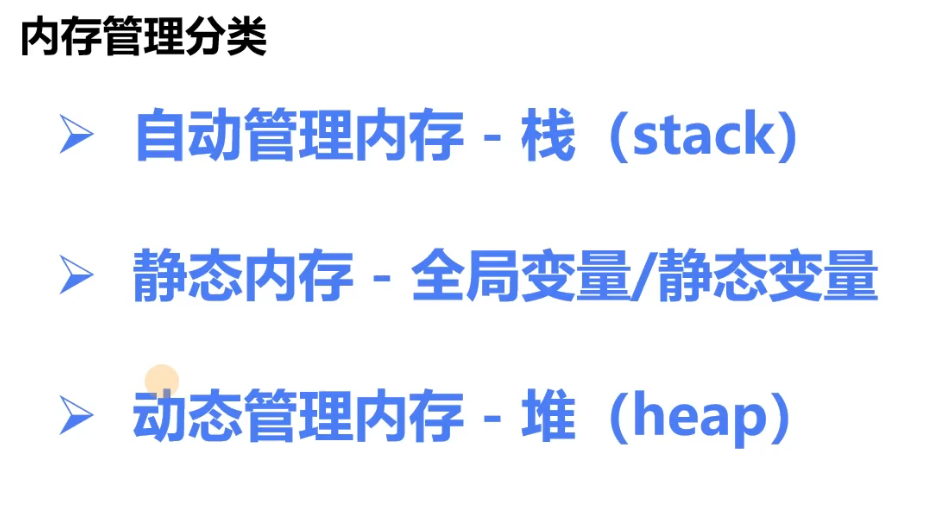 内存管理分类
自动管理内存 - 栈（stack）
静态内存 - 全局变量/静态变量
动态管理内存 - 堆（heap）